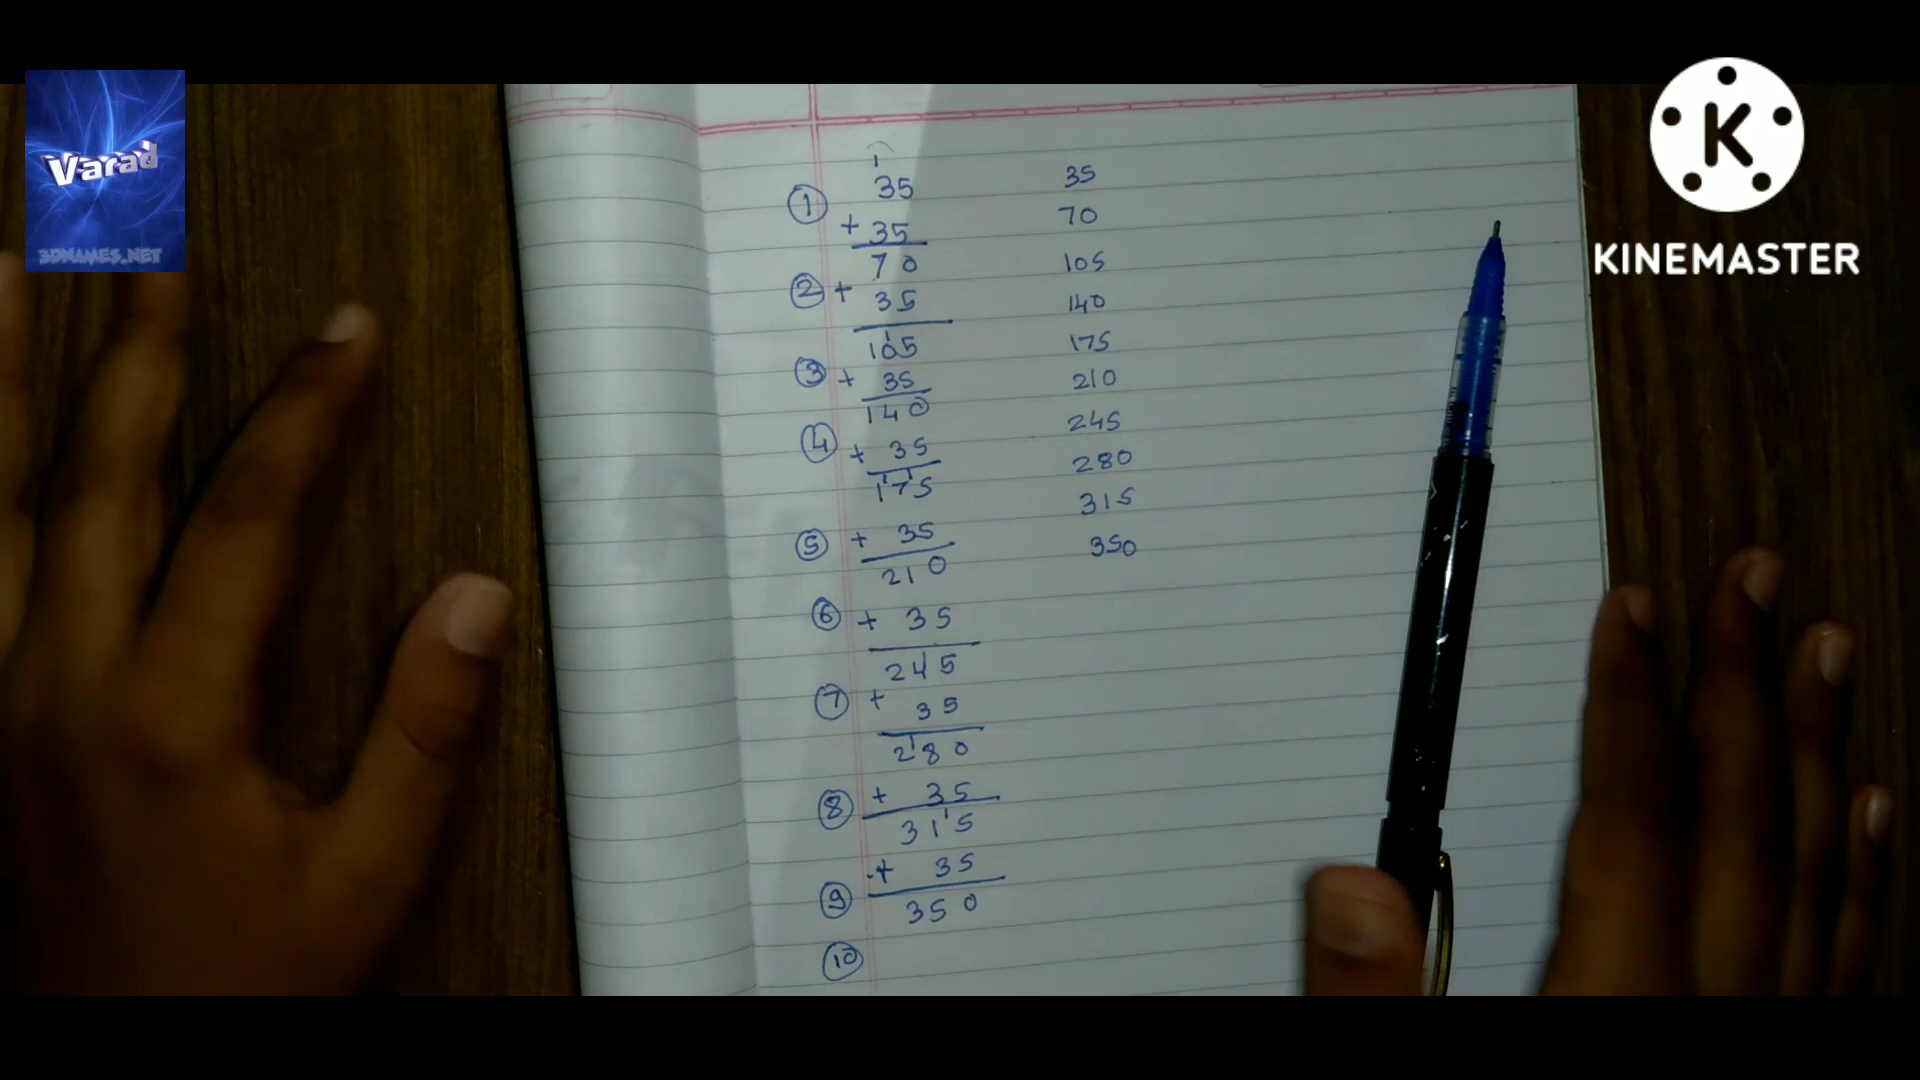 Varad
3DNAMES.NET
K
KINEMASTER
1
① 35
+ 35
70
② + 35
105
③ + 35
140
④ + 35
175
⑤ + 35
210
⑥ + 35
245
⑦ + 35
280
⑧ + 35
315
⑨ + 35
350
⑩
35
70
105
140
175
210
245
280
315
350